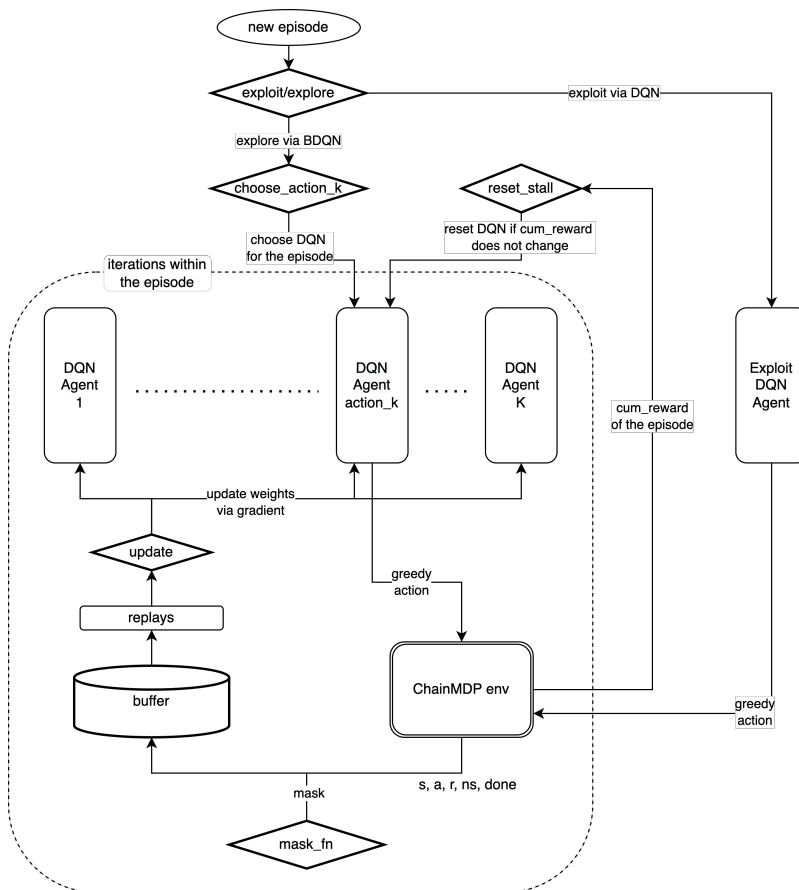 new episode
exploit/explore
exploit via DQN
explore via BDQN
choose_action_k
reset_stall
choose DQN
for the episode
reset DQN if cum_reward
does not change
iterations within
the episode
DQN
Agent
1
DQN
Agent
action_k
DQN
Agent
K
Exploit
DQN
Agent
cum_reward
of the episode
update weights
via gradient
update
greedy
action
replays
ChainMDP env
buffer
greedy
action
s, a, r, ns, done
mask
mask_fn